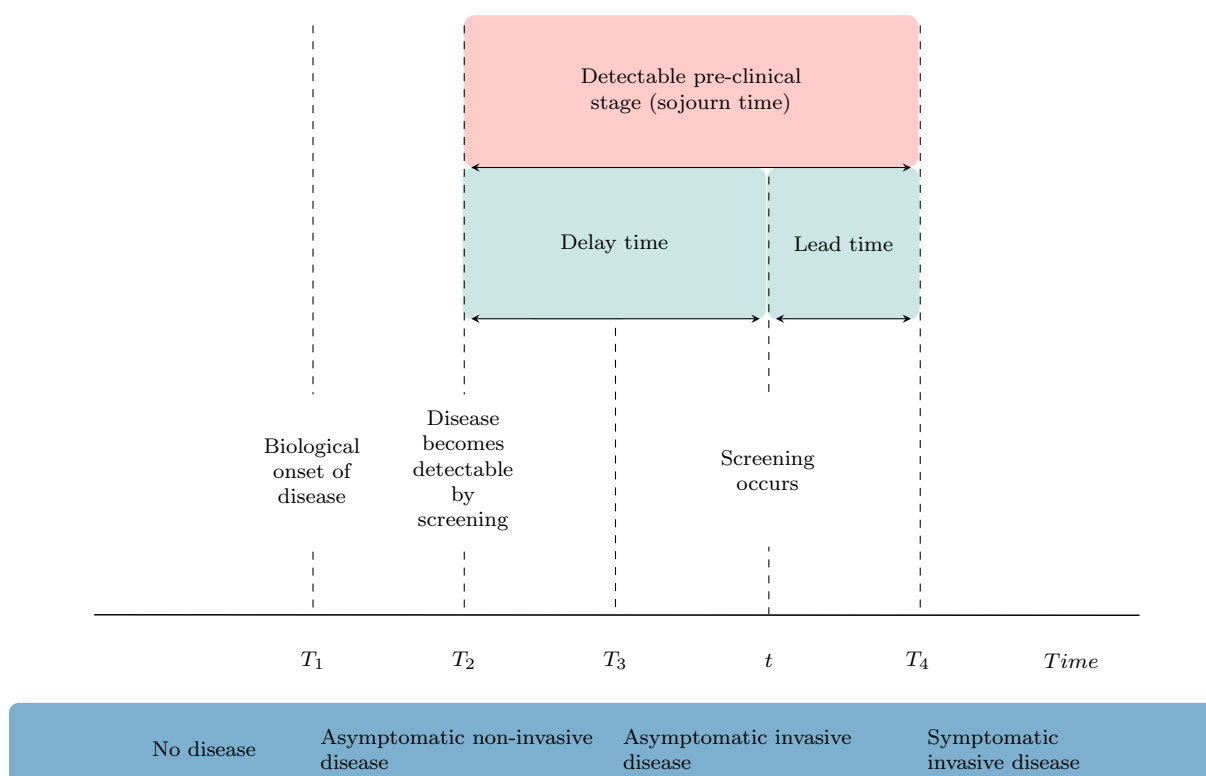 Detectable pre-clinical
stage (sojourn time)
Delay time
Lead time
Biological
onset of
disease
Disease
becomes
detectable
by
screening
Screening
occurs
T₁
T₂
T₃
t
T₄
Time
No disease
Asymptomatic non-invasive
disease
Asymptomatic invasive
disease
Symptomatic
invasive disease